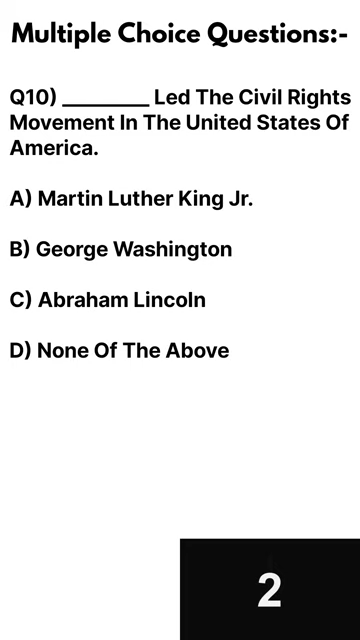 Multiple Choice Questions:-
Q10) ________ Led The Civil Rights
Movement In The United States Of
America.
A) Martin Luther King Jr.
B) George Washington
C) Abraham Lincoln
D) None Of The Above
2